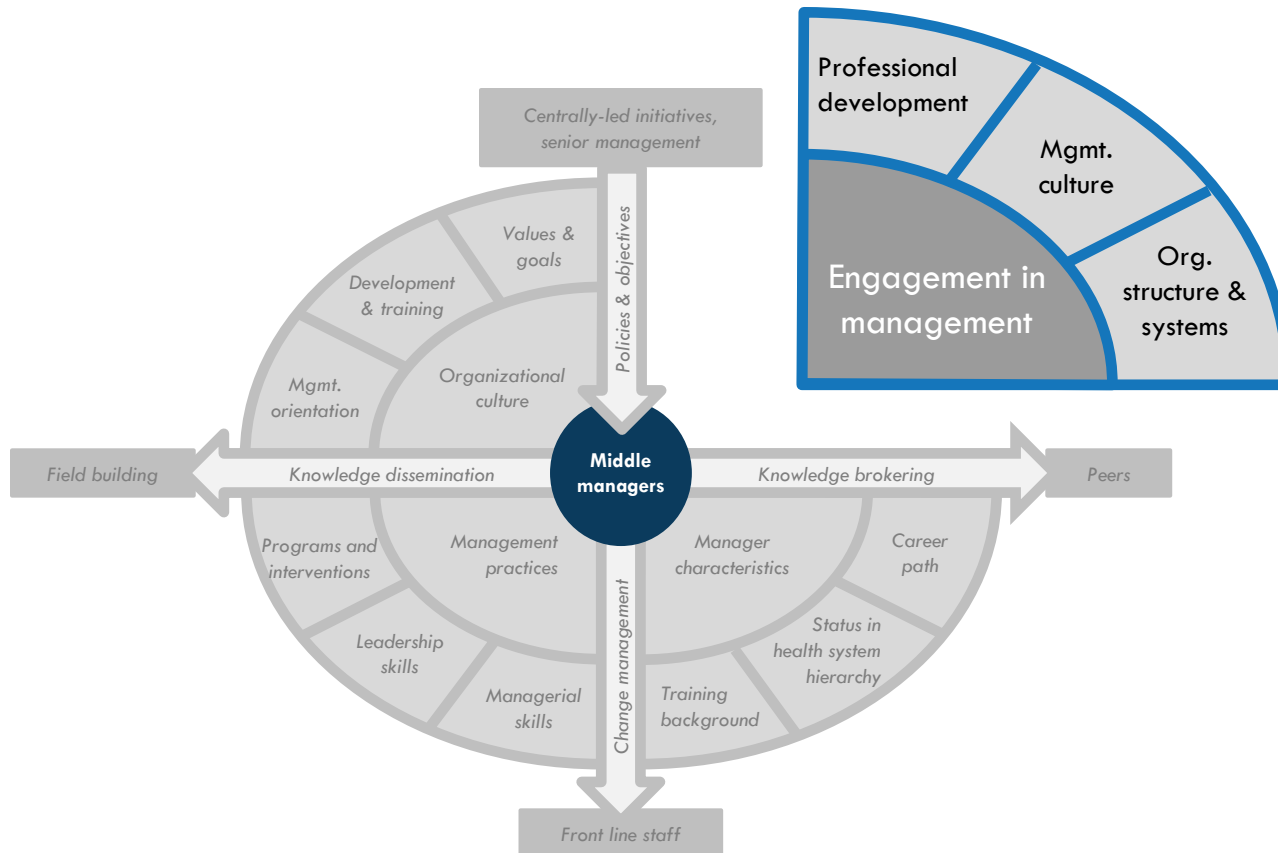 Professional
development
Mgmt.
culture
Org.
structure &
systems
Engagement in
management
Centrally-led initiatives,
senior management
Policies & objectives
Values &
goals
Development
& training
Mgmt.
orientation
Organizational
culture
Field building
Knowledge dissemination
Middle
managers
Knowledge brokering
Peers
Programs and
interventions
Management
practices
Manager
characteristics
Career
path
Leadership
skills
Managerial
skills
Change management
Training
background
Status in
health system
hierarchy
Front line staff